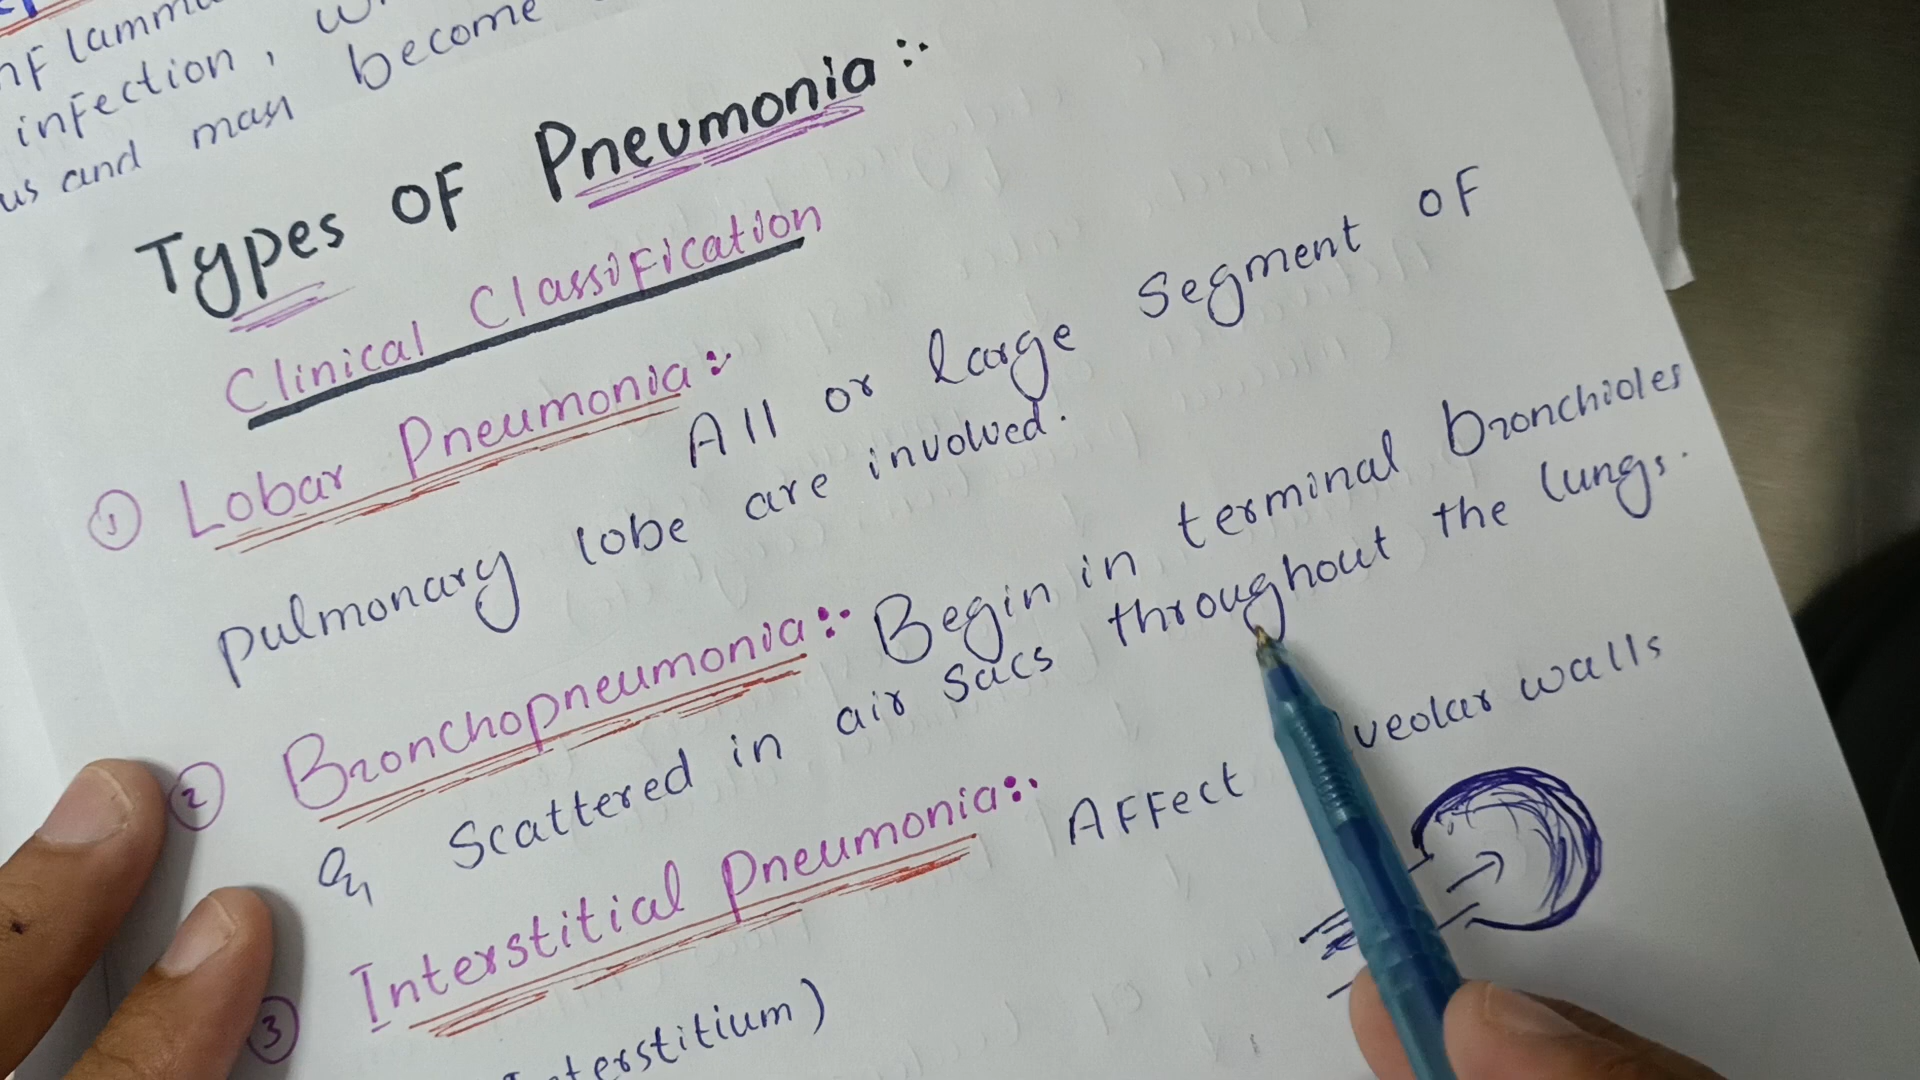 infection,
us and may become
Types OF Pneumonia:-
Clinical Classification
① Lobar Pneumonia:- All or large Segment OF
pulmonary lobe are involved.
② Bronchopneumonia:- Begin in terminal bronchioles
& Scattered in air Sacs throughout the lungs.
③ Interstitial Pneumonia:- AFFect veolar walls
terstitium)